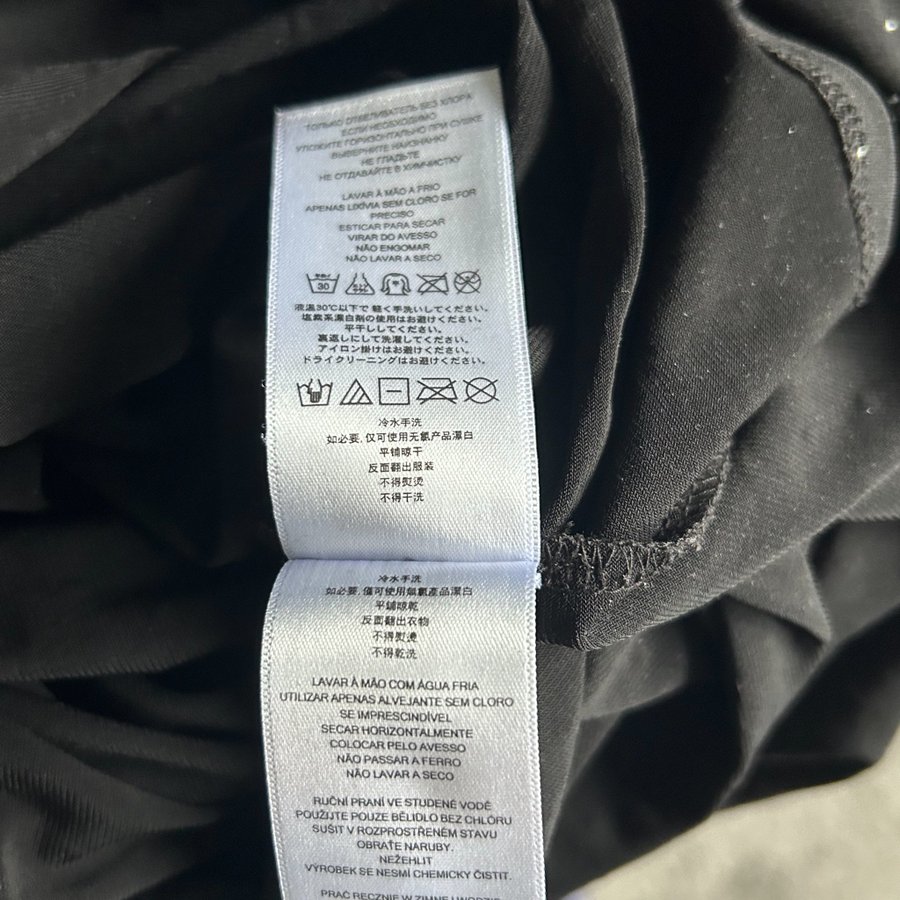 ТОЛЬКО ОТБЕЛИВАТЕЛЬ БЕЗ ХЛОРА
ЕСЛИ НЕОБХОДИМО
УЛОЖИТЕ ГОРИЗОНТАЛЬНО ПРИ СУШКЕ
ВЫВЕРНИТЕ НАИЗНАНКУ
НЕ ГЛАДЬТЕ
НЕ ОТДАВАЙТЕ В ХИМЧИСТКУ
LAVAR À MÃO A FRIO
APENAS LIXÍVIA SEM CLORO SE FOR
PRECISO
ESTICAR PARA SECAR
VIRAR DO AVESSO
NÃO ENGOMAR
NÃO LAVAR A SECO
30
液温30℃以下で軽く手洗いしてください。
塩素系漂白剤の使用はお避けください。
平干ししてください。
裏返しにして洗濯してください。
アイロン掛けはお避けください。
ドライクリーニングはお避けください。
冷水手洗
如必要, 仅可使用无氯产品漂白
平铺晾干
反面翻出服装
不得熨烫
不得干洗
冷水手洗
如必要, 僅可使用無氯產品漂白
平鋪晾乾
反面翻出衣物
不得熨燙
不得乾洗
LAVAR À MÃO COM ÁGUA FRIA
UTILIZAR APENAS ALVEJANTE SEM CLORO
SE IMPRESCINDÍVEL
SECAR HORIZONTALMENTE
COLOCAR PELO AVESSO
NÃO PASSAR A FERRO
NÃO LAVAR A SECO
RUČNÍ PRANÍ VE STUDENÉ VODĚ
POUŽIJTE POUZE BĚLIDLO BEZ CHLÓRU
SUŠIT V ROZPROSTŘENÉM STAVU
OBRAŤE NARUBY.
NEŽEHLIT
VÝROBEK SE NESMÍ CHEMICKY ČISTIT.
PRAĆ RĘCZNIE W ZIMNEJ WODZIE